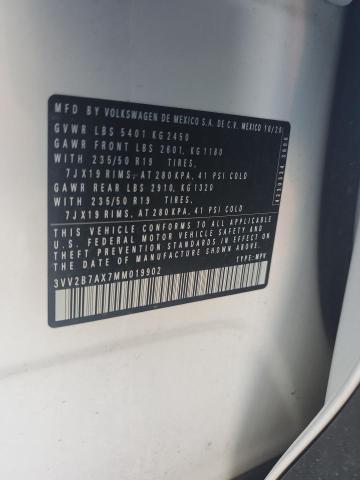 MFD BY VOLKSWAGEN DE MEXICO S.A. DE C.V. MEXICO 10/20
GVWR LBS 5401 KG 2450
GAWR FRONT LBS 2601, KG 1180
WITH 235/50 R19 TIRES,
7JX19 RIMS, AT 280 KPA, 41 PSI COLD
GAWR REAR LBS 2910, KG 1320
WITH 235/50 R19 TIRES,
7JX19 RIMS, AT 280 KPA, 41 PSI COLD
THIS VEHICLE CONFORMS TO ALL APPLICABLE
U.S. FEDERAL MOTOR VEHICLE SAFETY AND
THEFT PREVENTION STANDARDS IN EFFECT ON
THE DATE OF MANUFACTURE SHOWN ABOVE.
3VV2B7AX7MM019902 TYPE: MPV